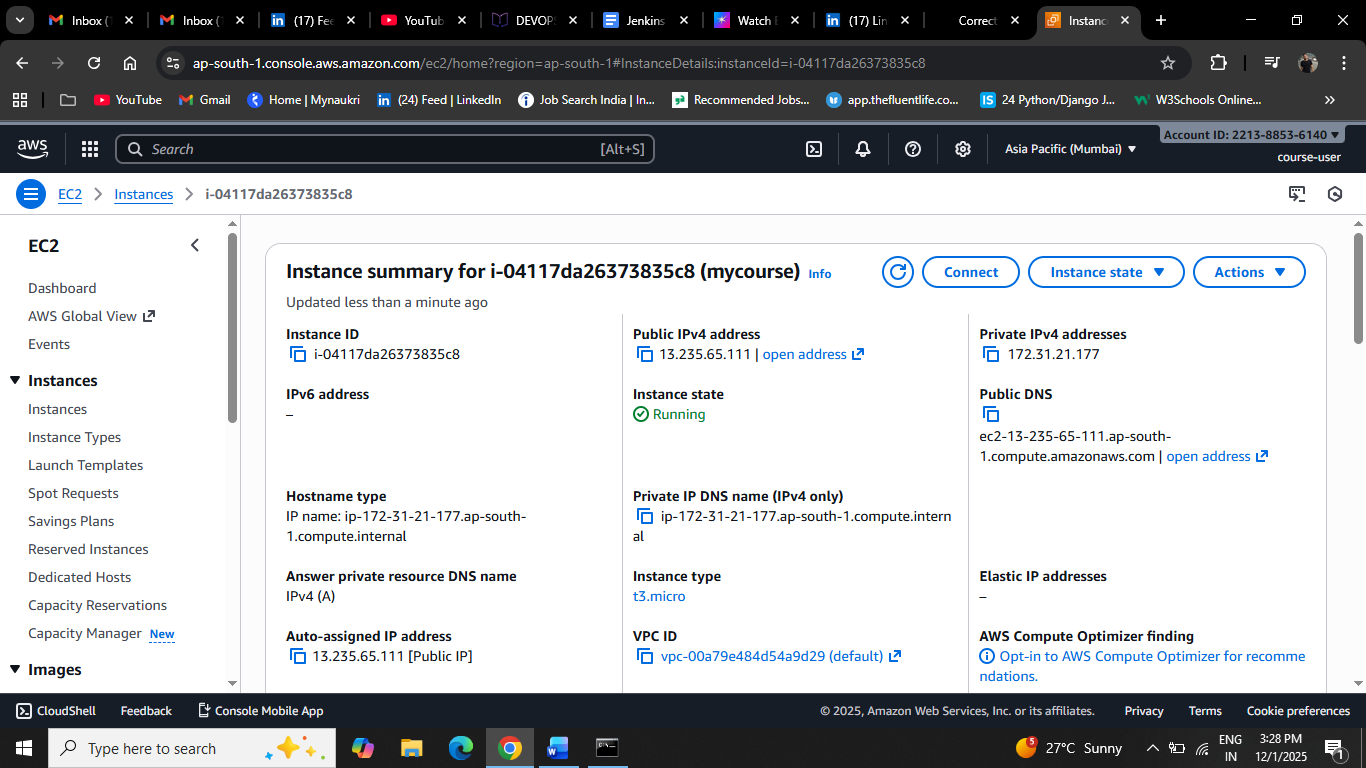 Inbox (1
Inbox (1
(17) Fee
YouTub
DEVOPS
Jenkins
Watch E
(17) Lin
Correct
Instanc
ap-south-1.console.aws.amazon.com/ec2/home?region=ap-south-1#InstanceDetails:instanceId=i-04117da26373835c8
YouTube
Gmail
Home | Mynaukri
(24) Feed | LinkedIn
Job Search India | In...
Recommended Jobs...
app.thefluentlife.co...
24 Python/Django J...
W3Schools Online...
aws
Search
[Alt+S]
Asia Pacific (Mumbai)
Account ID: 2213-8853-6140
course-user
EC2
Instances
i-04117da26373835c8
EC2
Dashboard
AWS Global View
Events
Instances
Instances
Instance Types
Launch Templates
Spot Requests
Savings Plans
Reserved Instances
Dedicated Hosts
Capacity Reservations
Capacity Manager New
Images
Instance summary for i-04117da26373835c8 (mycourse) Info
Connect
Instance state
Actions
Updated less than a minute ago
Instance ID
i-04117da26373835c8
Public IPv4 address
13.235.65.111 | open address
Private IPv4 addresses
172.31.21.177
IPv6 address
–
Instance state
Running
Public DNS
ec2-13-235-65-111.ap-south-
1.compute.amazonaws.com | open address
Hostname type
IP name: ip-172-31-21-177.ap-south-
1.compute.internal
Private IP DNS name (IPv4 only)
ip-172-31-21-177.ap-south-1.compute.intern
al
Answer private resource DNS name
IPv4 (A)
Instance type
t3.micro
Elastic IP addresses
–
Auto-assigned IP address
13.235.65.111 [Public IP]
VPC ID
vpc-00a79e484d54a9d29 (default)
AWS Compute Optimizer finding
Opt-in to AWS Compute Optimizer for recomme
ndations.
CloudShell
Feedback
Console Mobile App
© 2025, Amazon Web Services, Inc. or its affiliates.
Privacy
Terms
Cookie preferences
Type here to search
5
27°C Sunny
ENG
IN
3:28 PM
12/1/2025
1